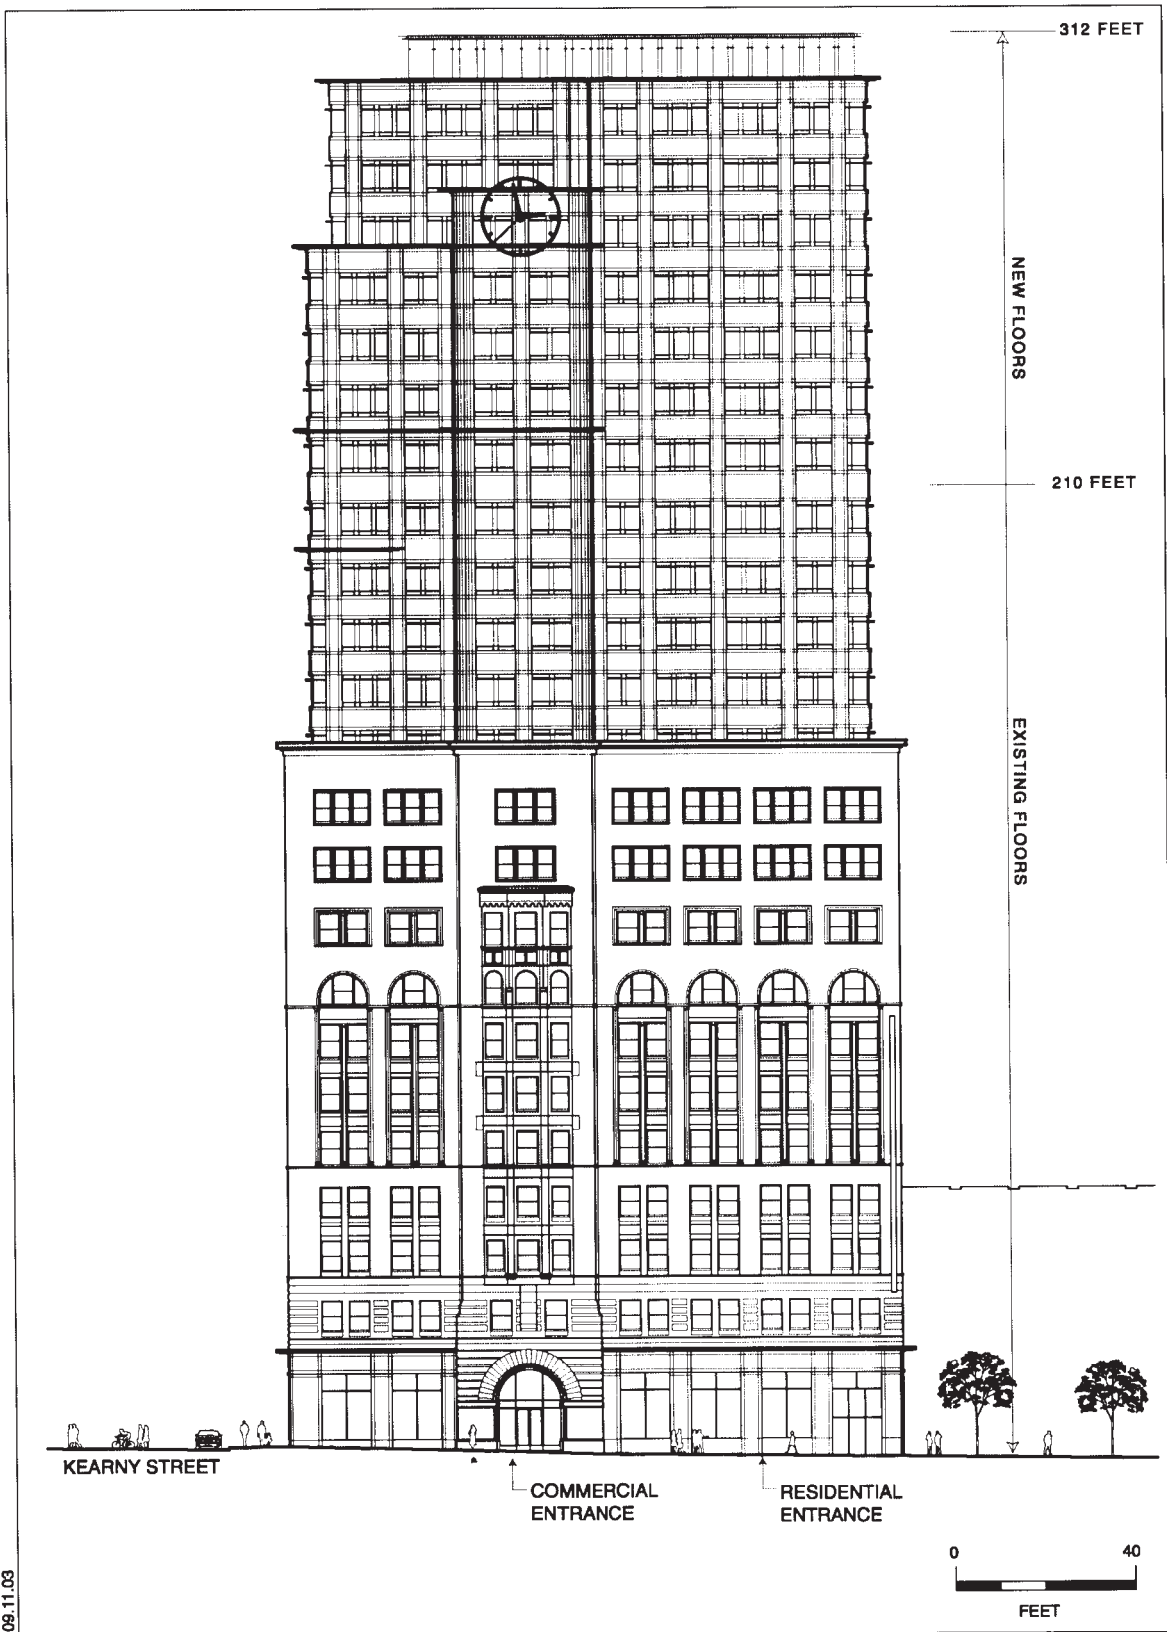 312 FEET
NEW FLOORS
210 FEET
EXISTING FLOORS
KEARNY STREET
COMMERCIAL
ENTRANCE
RESIDENTIAL
ENTRANCE
0 40
FEET
09.11.03